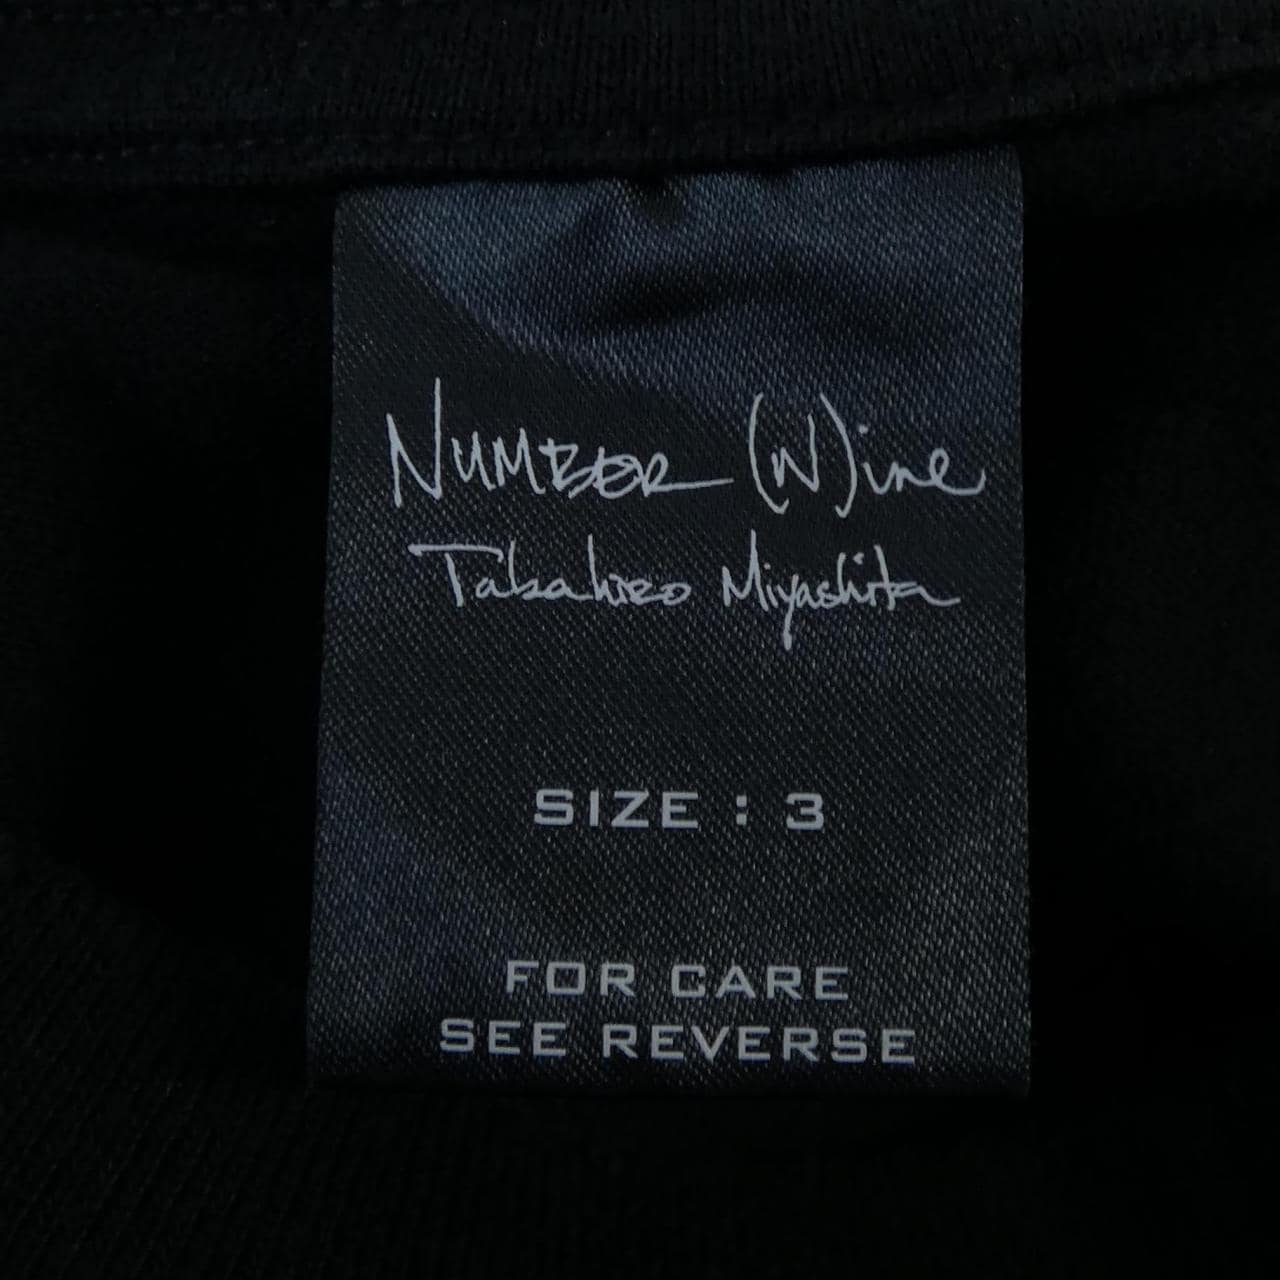 NUMBER (N)ine
Takahiro Miyashita
SIZE : 3
FOR CARE
SEE REVERSE